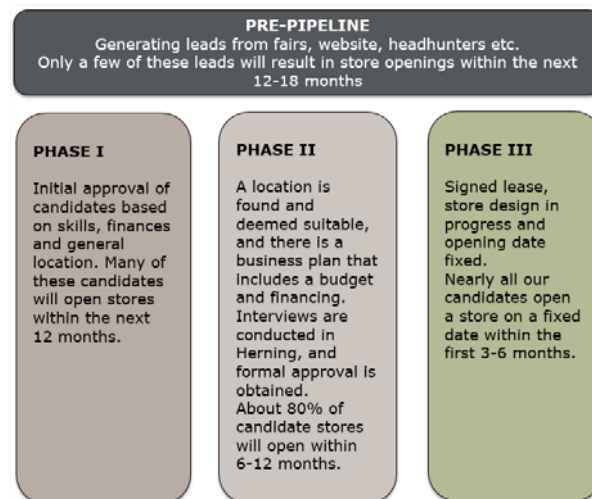 PRE-PIPELINE
Generating leads from fairs, website, headhunters etc.
Only a few of these leads will result in store openings within the next
12-18 months
PHASE I
Initial approval of
candidates based
on skills, finances
and general
location. Many of
these candidates
will open stores
within the next
12 months.
PHASE II
A location is
found and
deemed suitable,
and there is a
business plan that
includes a budget
and financing.
Interviews are
conducted in
Herning, and
formal approval is
obtained.
About 80% of
candidate stores
will open within
6-12 months.
PHASE III
Signed lease,
store design in
progress and
opening date
fixed.
Nearly all our
candidates open
a store on a fixed
date within the
first 3-6 months.